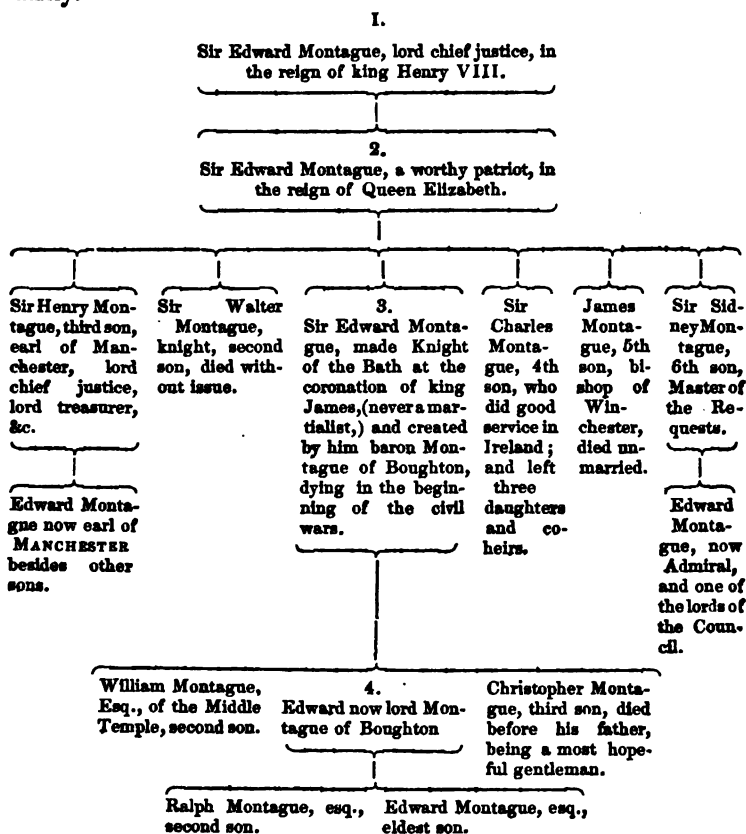 I.
Sir Edward Montague, lord chief justice, in
the reign of king Henry VIII.
2.
Sir Edward Montague, a worthy patriot, in
the reign of Queen Elizabeth.
Sir Henry Mon-
tague, third son,
earl of Man-
chester, lord
chief justice,
lord treasurer,
&c.
Edward Monta-
gne now earl of
MANCHESTER
besides other
sons.
Sir Walter
Montague,
knight, second
son, died with-
out issue.
3.
Sir Edward Monta-
gue, made Knight
of the Bath at the
coronation of king
James, (never a mar-
tialist,) and created
by him baron Mon-
tague of Boughton,
dying in the begin-
ning of the civil
wars.
Sir
Charles
Monta-
gue, 4th
son, who
did good
service in
Ireland;
and left
three
daughters
and co-
heirs.
James
Monta-
gue, 5th
son, bi-
shop of
Win-
chester,
died un-
married.
Sir Sid-
ney Mon-
tague,
6th son,
Master of
the Re-
quests.
Edward
Monta-
gue, now
Admiral,
and one of
the lords of
the Coun-
cil.
William Montague,
Esq., of the Middle
Temple, second son.
4.
Edward now lord Mon-
tague of Boughton
Christopher Monta-
gue, third son, died
before his father,
being a most hope-
ful gentleman.
Ralph Montague, esq.,
second son.
Edward Montague, esq.,
eldest son.